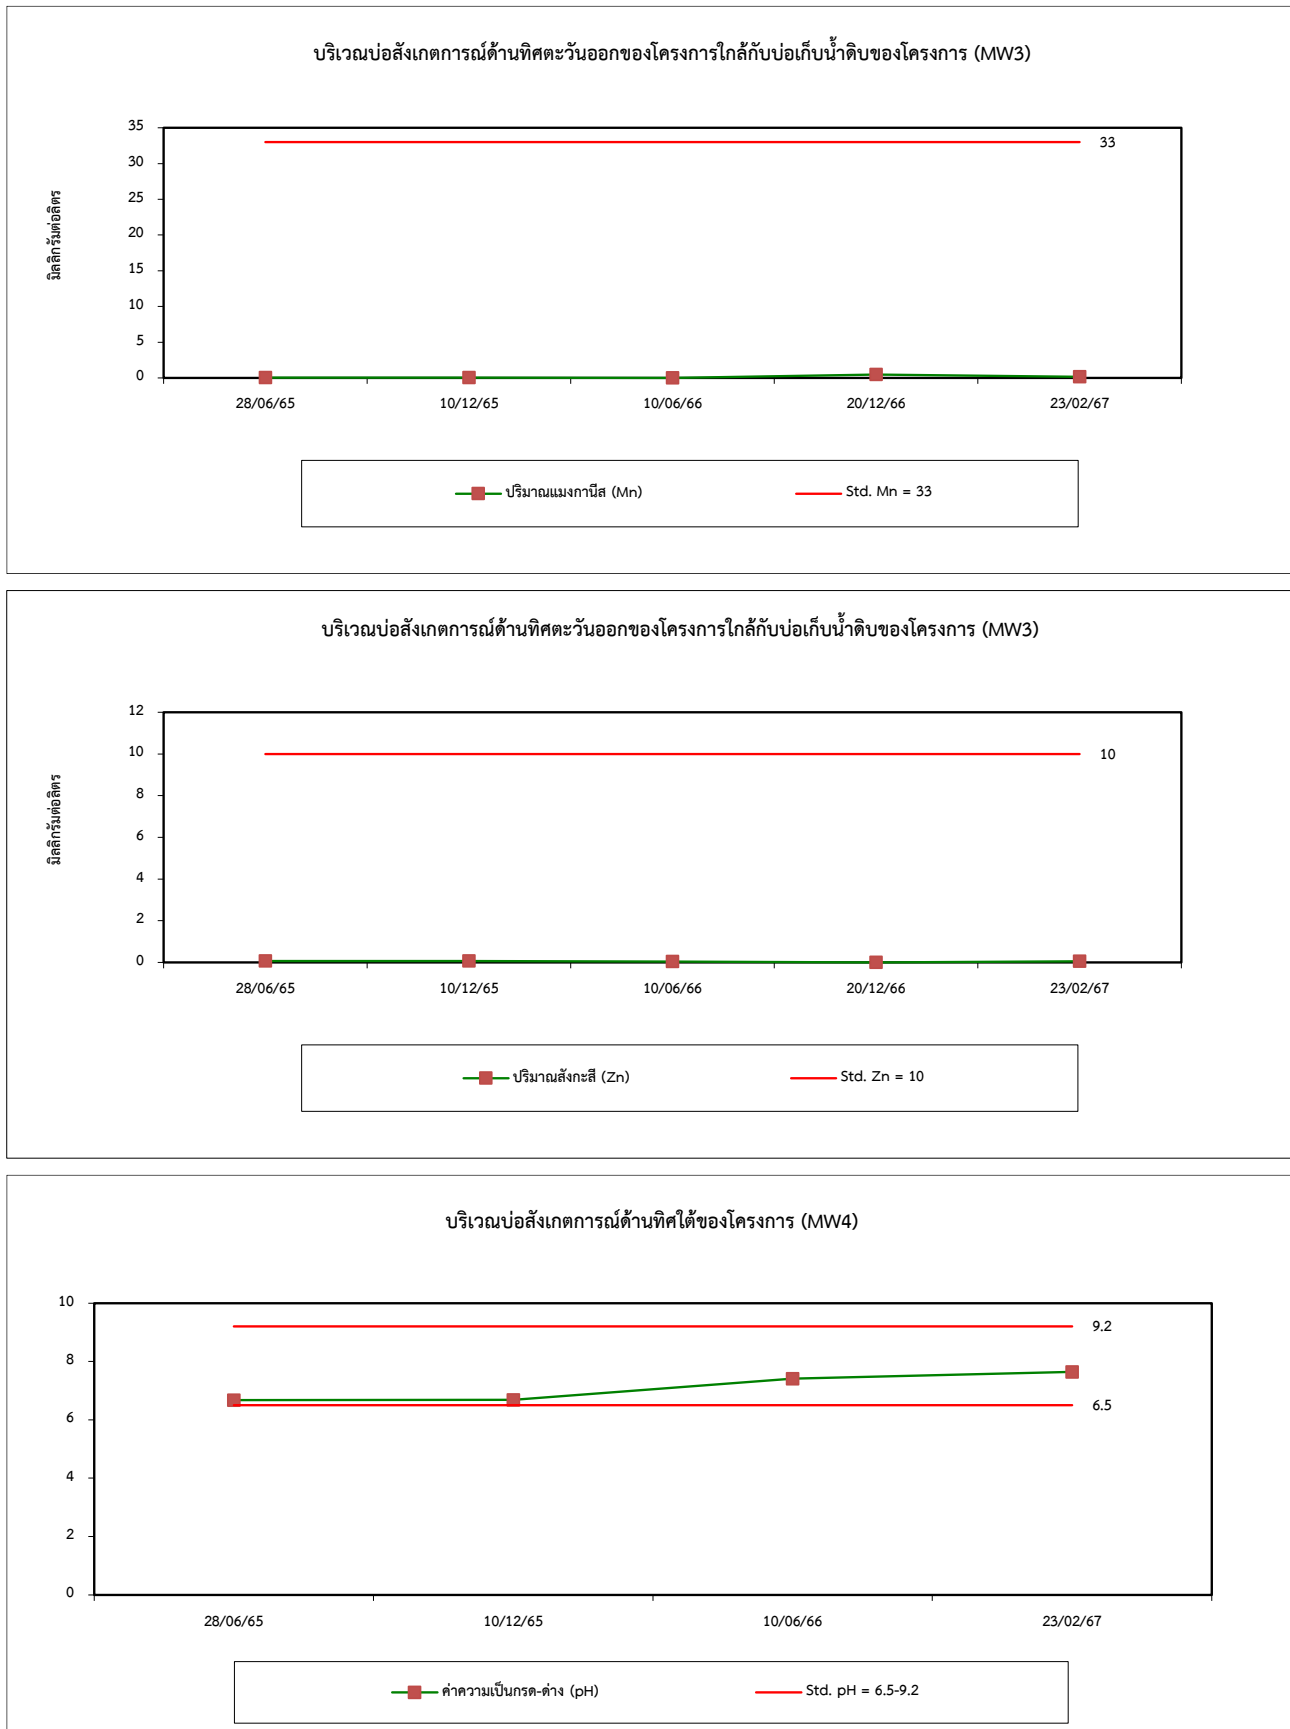 บริเวณบ่อสังเกตการณ์ด้านทิศตะวันออกของโครงการใกล้กับบ่อเก็บน้ำดิบของโครงการ (MW3)
35
33
30
25
มิลลิกรัมต่อลิตร
20
15
10
5
0
28/06/65 10/12/65 10/06/66 20/12/66 23/02/67
ปริมาณแมงกานีส (Mn) Std. Mn = 33
บริเวณบ่อสังเกตการณ์ด้านทิศตะวันออกของโครงการใกล้กับบ่อเก็บน้ำดิบของโครงการ (MW3)
12
10 10
8
มิลลิกรัมต่อลิตร
6
4
2
0
28/06/65 10/12/65 10/06/66 20/12/66 23/02/67
ปริมาณสังกะสี (Zn) Std. Zn = 10
บริเวณบ่อสังเกตการณ์ด้านทิศใต้ของโครงการ (MW4)
10
9.2
8
6.5
6
4
2
0
28/06/65 10/12/65 10/06/66 23/02/67
ค่าความเป็นกรด-ด่าง (pH) Std. pH = 6.5-9.2